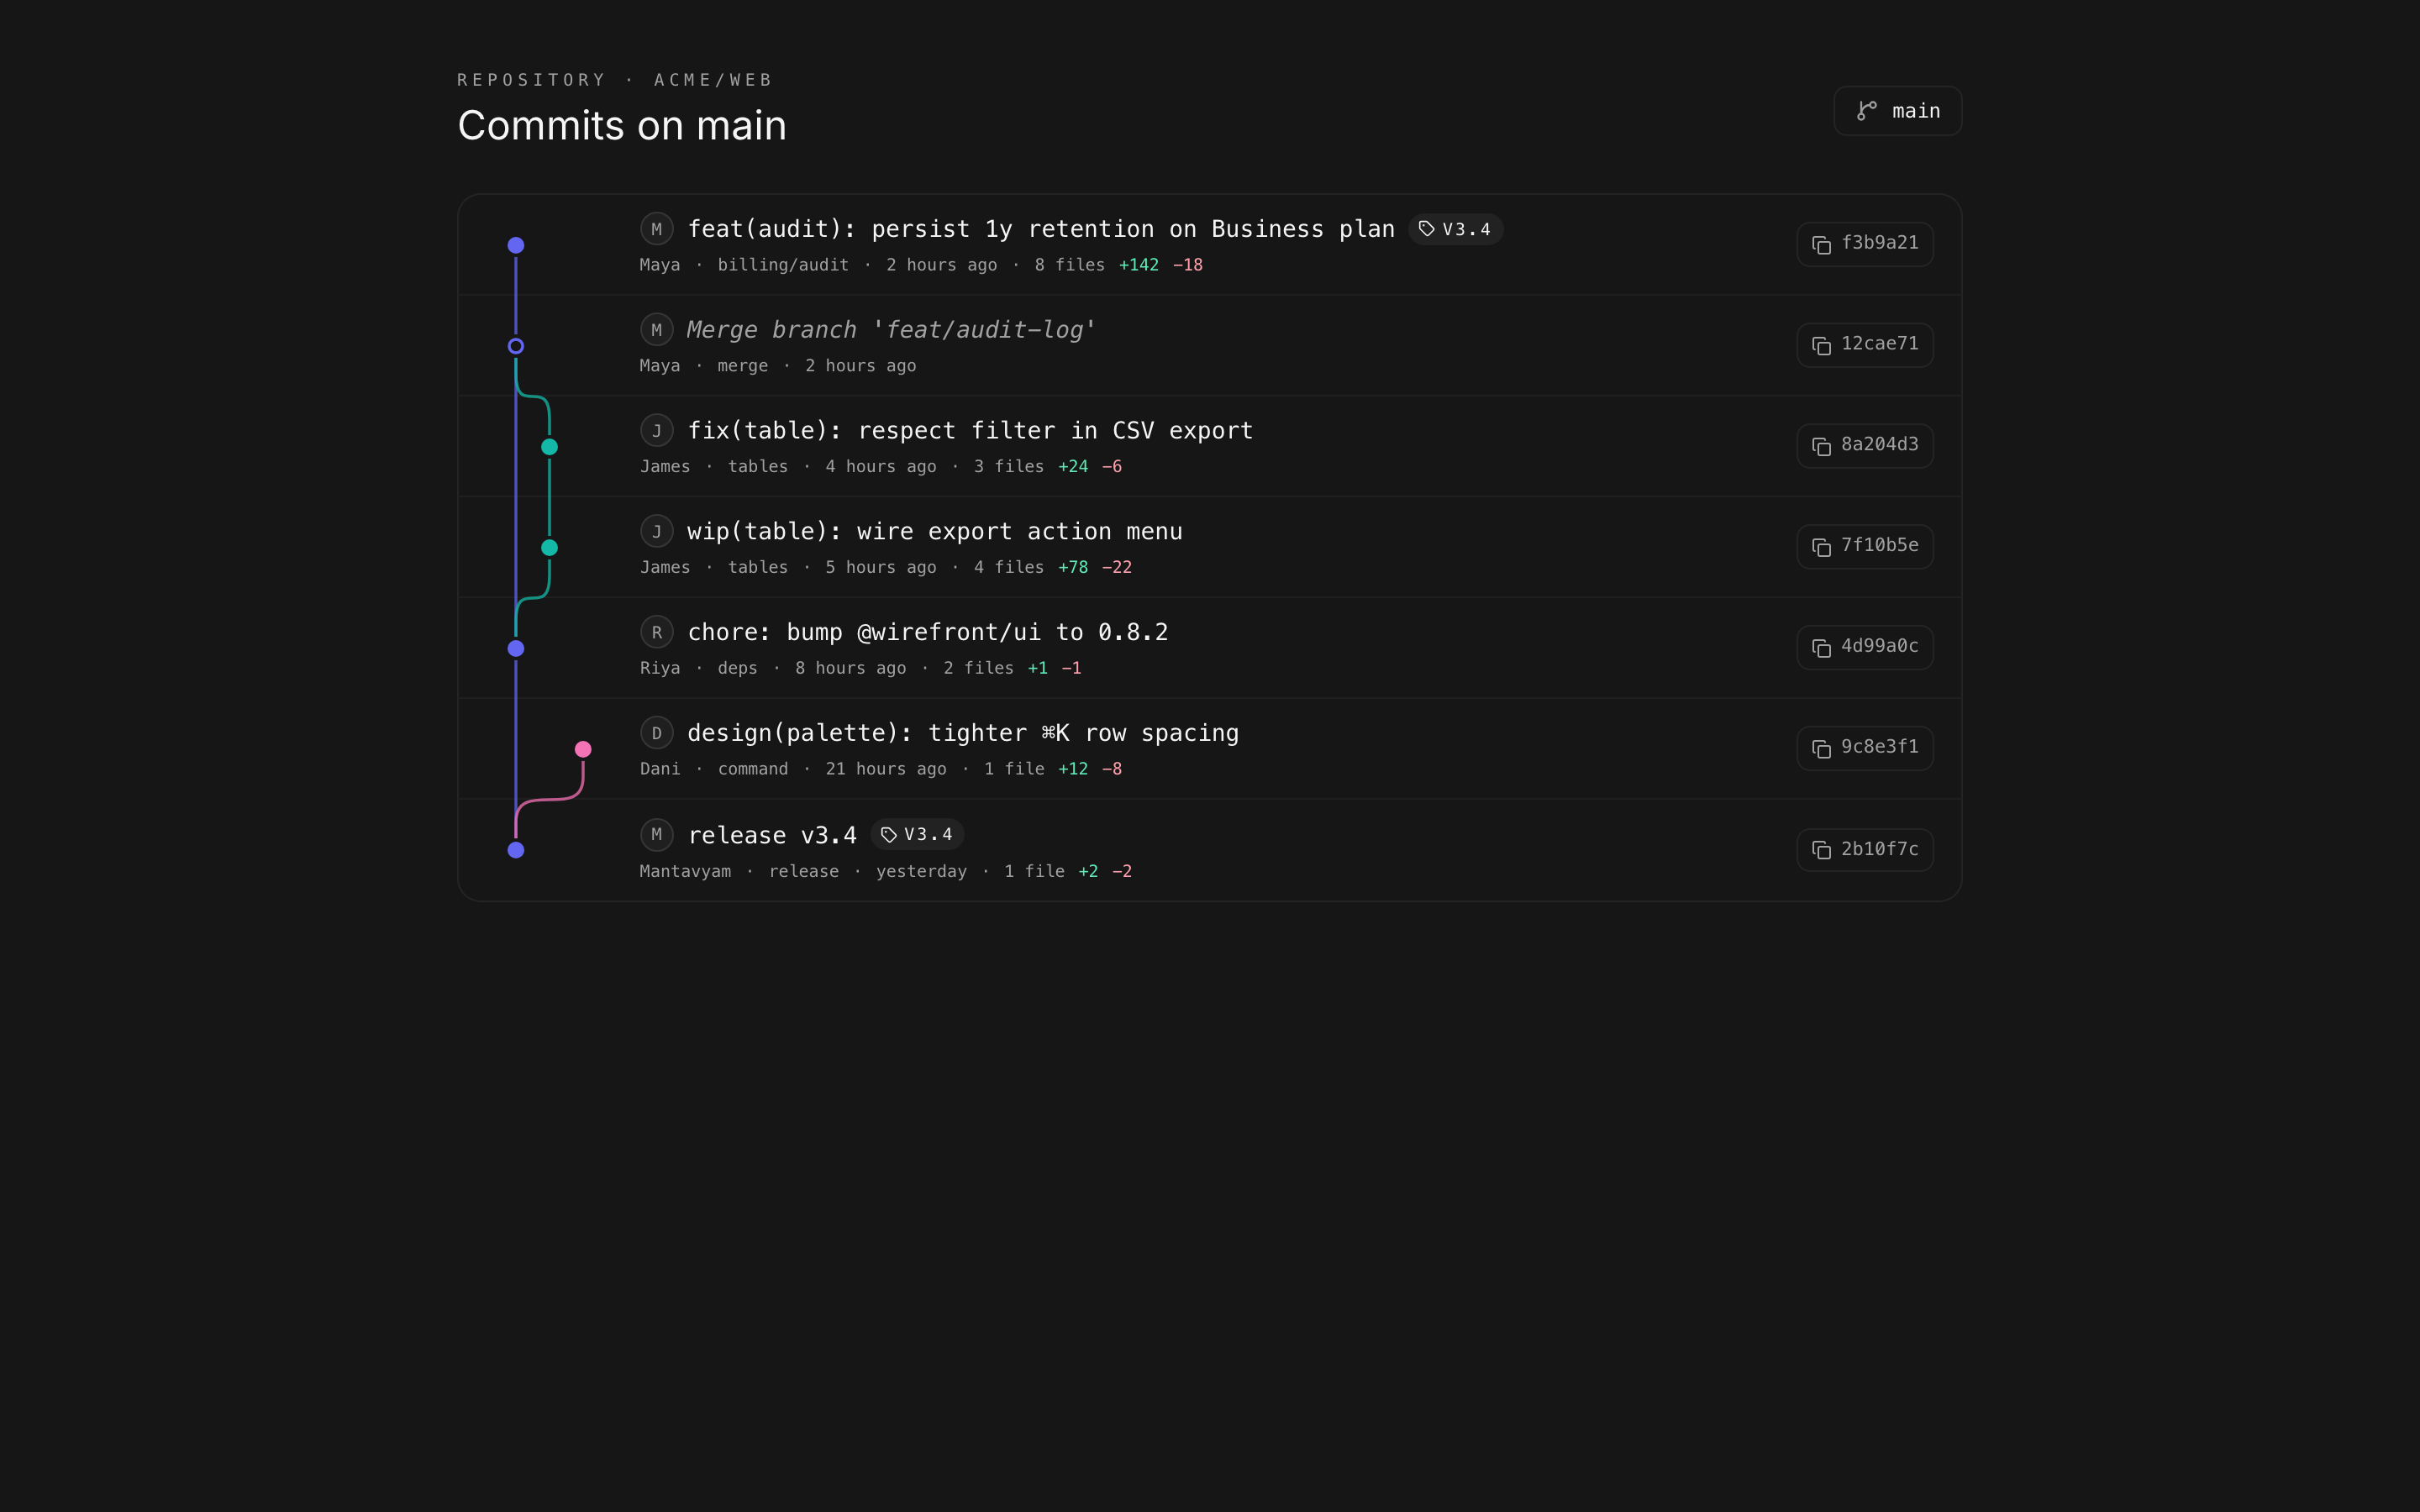 REPOSITORY · ACME/WEB
Commits on main
main
M feat(audit): persist 1y retention on Business plan V3.4
Maya · billing/audit · 2 hours ago · 8 files +142 −18
f3b9a21
M Merge branch 'feat/audit-log'
Maya · merge · 2 hours ago
12cae71
J fix(table): respect filter in CSV export
James · tables · 4 hours ago · 3 files +24 −6
8a204d3
J wip(table): wire export action menu
James · tables · 5 hours ago · 4 files +78 −22
7f10b5e
R chore: bump @wirefront/ui to 0.8.2
Riya · deps · 8 hours ago · 2 files +1 −1
4d99a0c
D design(palette): tighter ⌘K row spacing
Dani · command · 21 hours ago · 1 file +12 −8
9c8e3f1
M release v3.4 V3.4
Mantavyam · release · yesterday · 1 file +2 −2
2b10f7c